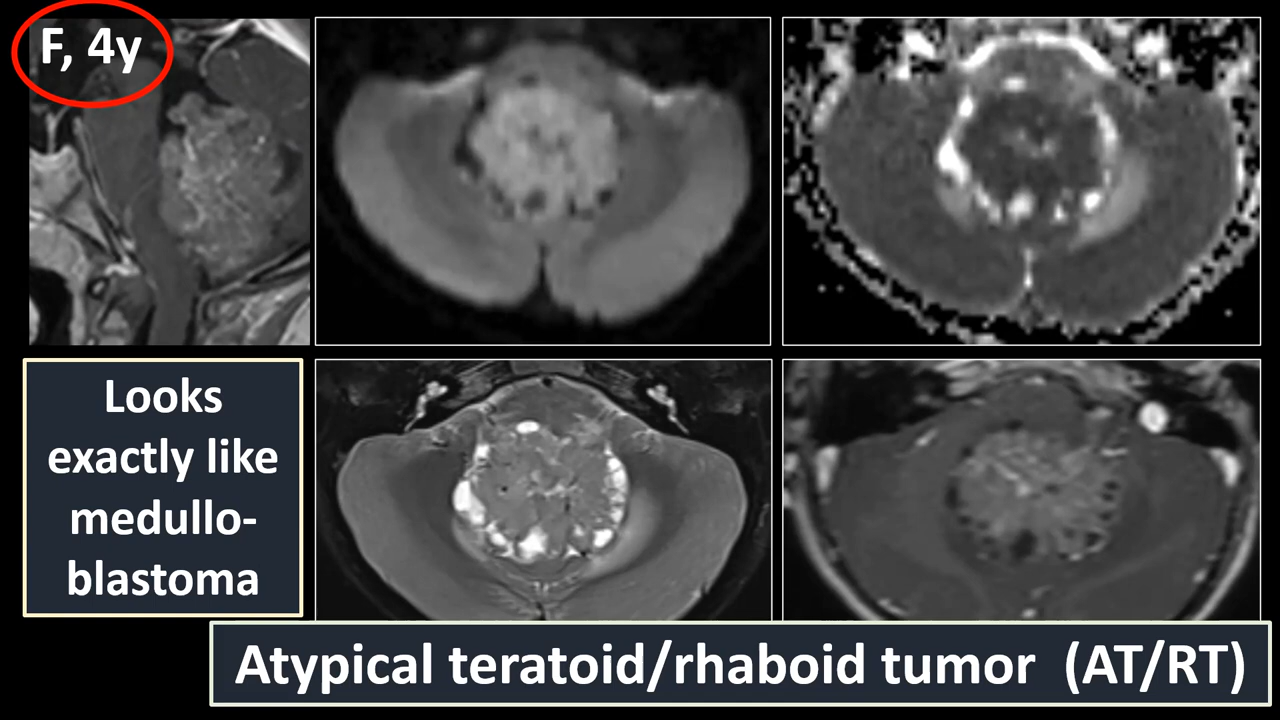 F, 4y
Looks
exactly like
medullo-
blastoma
Atypical teratoid/rhaboid tumor (AT/RT)